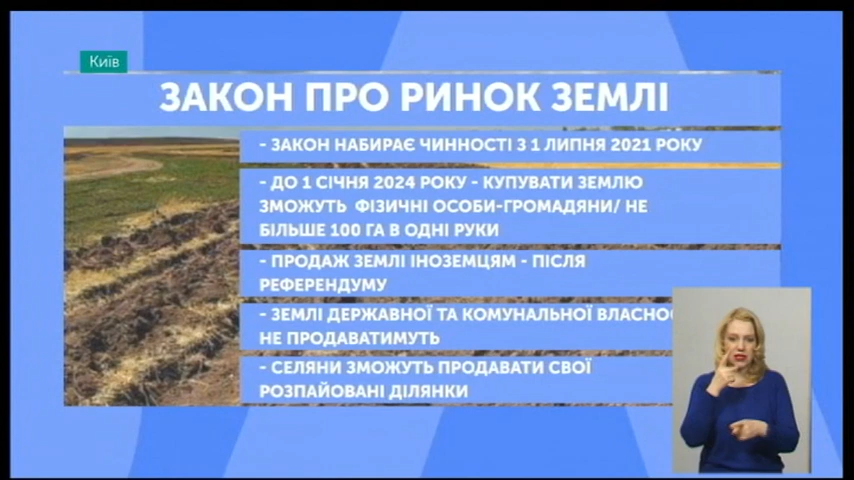 Київ
ЗАКОН ПРО РИНОК ЗЕМЛІ
- ЗАКОН НАБИРАЄ ЧИННОСТІ З 1 ЛИПНЯ 2021 РОКУ
- ДО 1 СІЧНЯ 2024 РОКУ - КУПУВАТИ ЗЕМЛЮ
ЗМОЖУТЬ ФІЗИЧНІ ОСОБИ-ГРОМАДЯНИ/ НЕ
БІЛЬШЕ 100 ГА В ОДНІ РУКИ
- ПРОДАЖ ЗЕМЛІ ІНОЗЕМЦЯМ - ПІСЛЯ
РЕФЕРЕНДУМУ
- ЗЕМЛІ ДЕРЖАВНОЇ ТА КОМУНАЛЬНОЇ
НЕ ПРОДАВАТИМУТЬ
- СЕЛЯНИ ЗМОЖУТЬ ПРОДАВАТИ СВОЇ
РОЗПАЙОВАНІ ДІЛЯНКИ